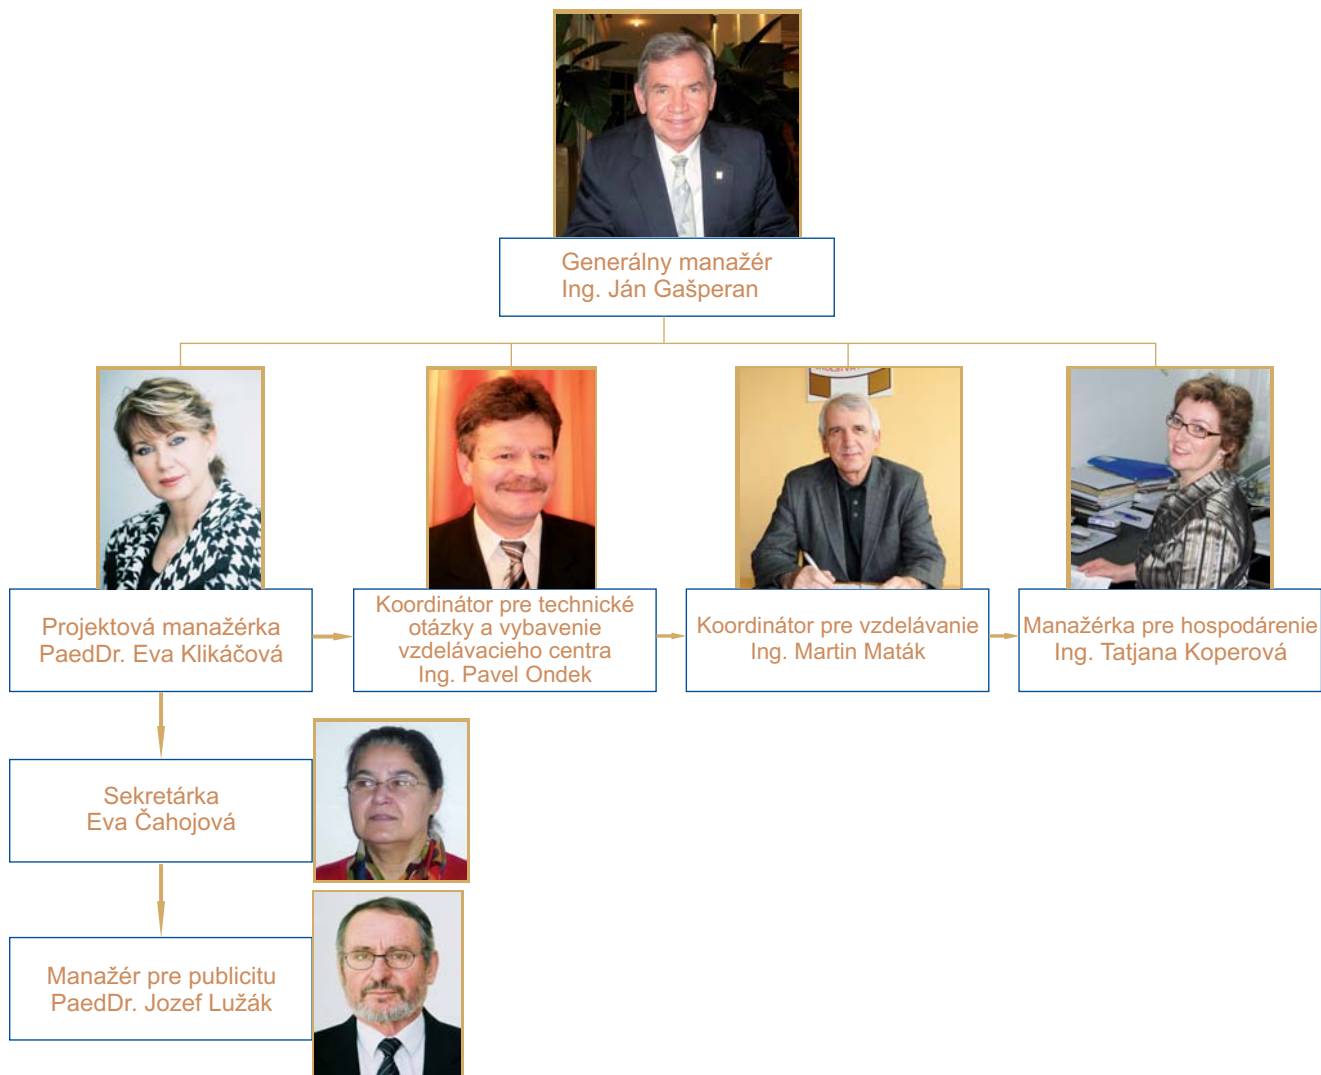 Generálny manažér
Ing. Ján Gašperan
Projektová manažérka
PaedDr. Eva Klikáčová
Koordinátor pre technické
otázky a vybavenie
vzdelávacieho centra
Ing. Pavel Ondek
Koordinátor pre vzdelávanie
Ing. Martin Maták
Manažérka pre hospodárenie
Ing. Tatjana Koperová
Sekretárka
Eva Čahojová
Manažér pre publicitu
PaedDr. Jozef Lužák